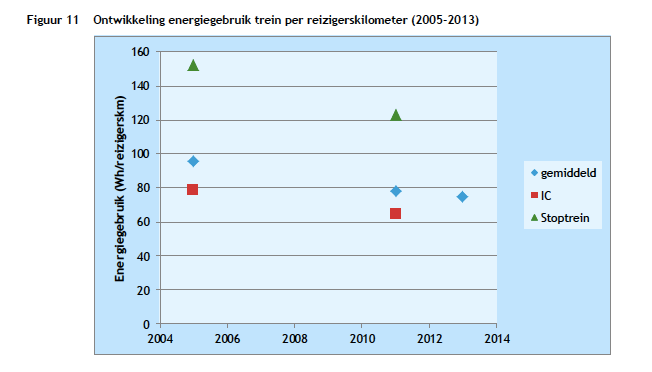 Figuur 11 Ontwikkeling energiegebruik trein per reizigerskilometer (2005-2013)
Energiegebruik (Wh/reizigerskm)
160
140
120
100
80
60
40
20
0
2004 2006 2008 2010 2012 2014
gemiddeld
IC
Stoptrein